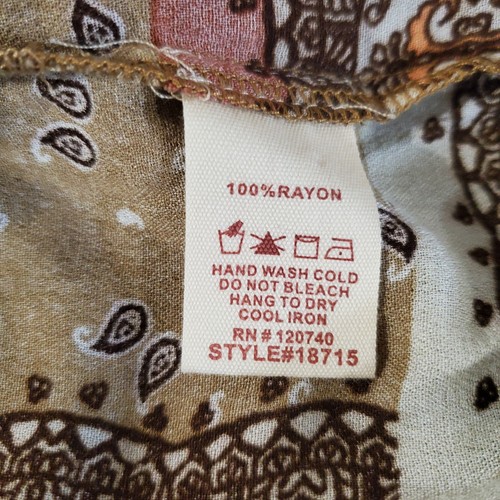 100%RAYON
HAND WASH COLD
DO NOT BLEACH
HANG TO DRY
COOL IRON
RN # 120740
STYLE#18715